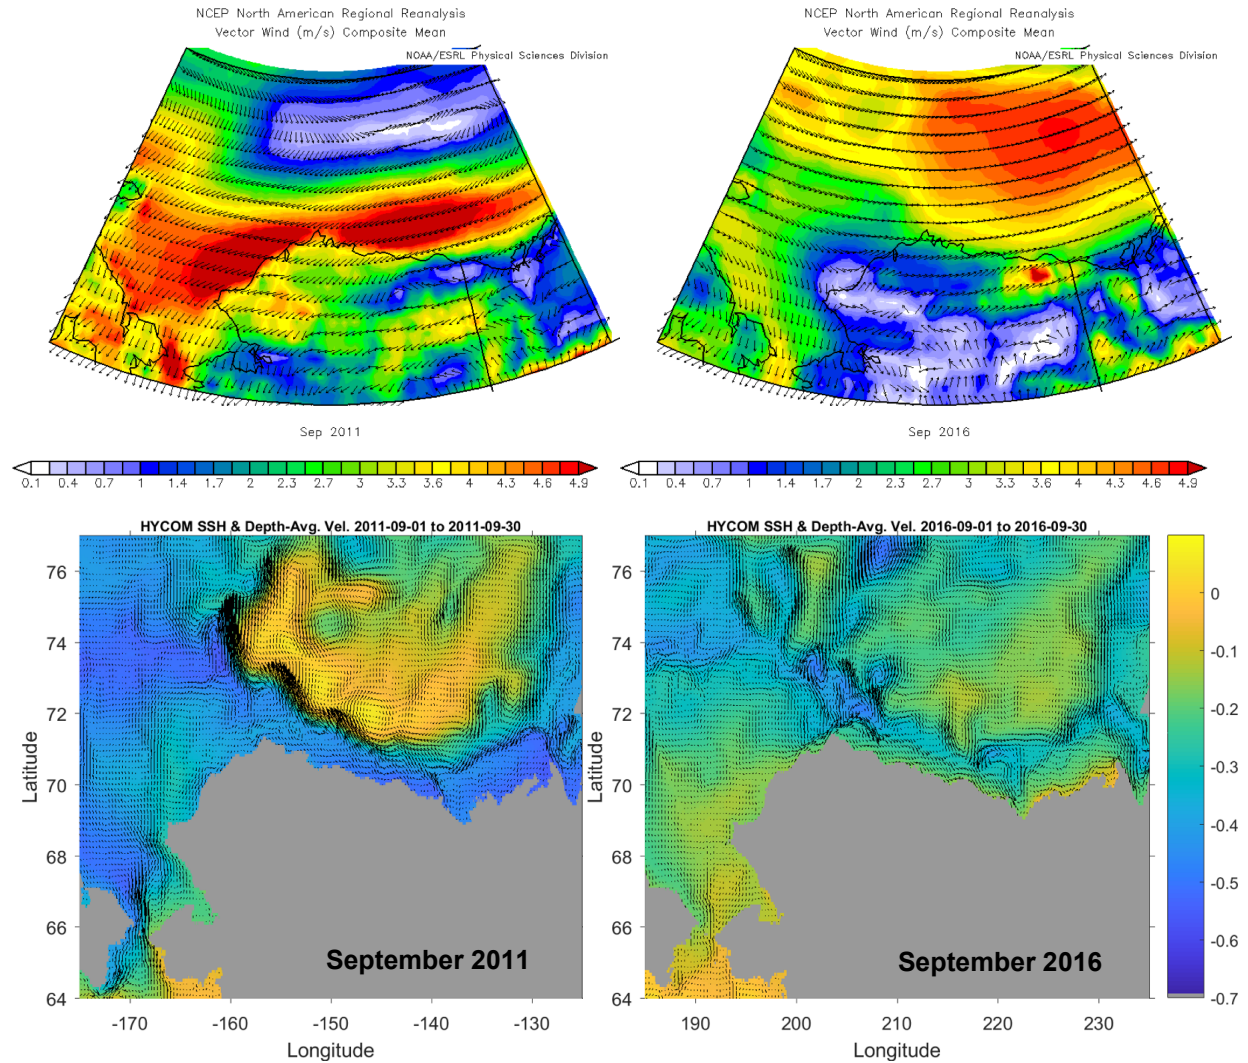 NCEP North American Regional Reanalysis
Vector Wind (m/s) Composite Mean
NOAA/ESRL Physical Sciences Division
Sep 2011
0.1 0.4 0.7 1 1.4 1.7 2 2.3 2.7 3 3.3 3.6 4 4.3 4.6 4.9
NCEP North American Regional Reanalysis
Vector Wind (m/s) Composite Mean
NOAA/ESRL Physical Sciences Division
Sep 2016
0.1 0.4 0.7 1 1.4 1.7 2 2.3 2.7 3 3.3 3.6 4 4.3 4.6 4.9
HYCOM SSH & Depth-Avg. Vel. 2011-09-01 to 2011-09-30
76
74
72
70
68
66
64
Latitude
September 2011
-170 -160 -150 -140 -130
Longitude
HYCOM SSH & Depth-Avg. Vel. 2016-09-01 to 2016-09-30
76
74
72
70
68
66
64
Latitude
September 2016
190 200 210 220 230
Longitude
0
-0.1
-0.2
-0.3
-0.4
-0.5
-0.6
-0.7